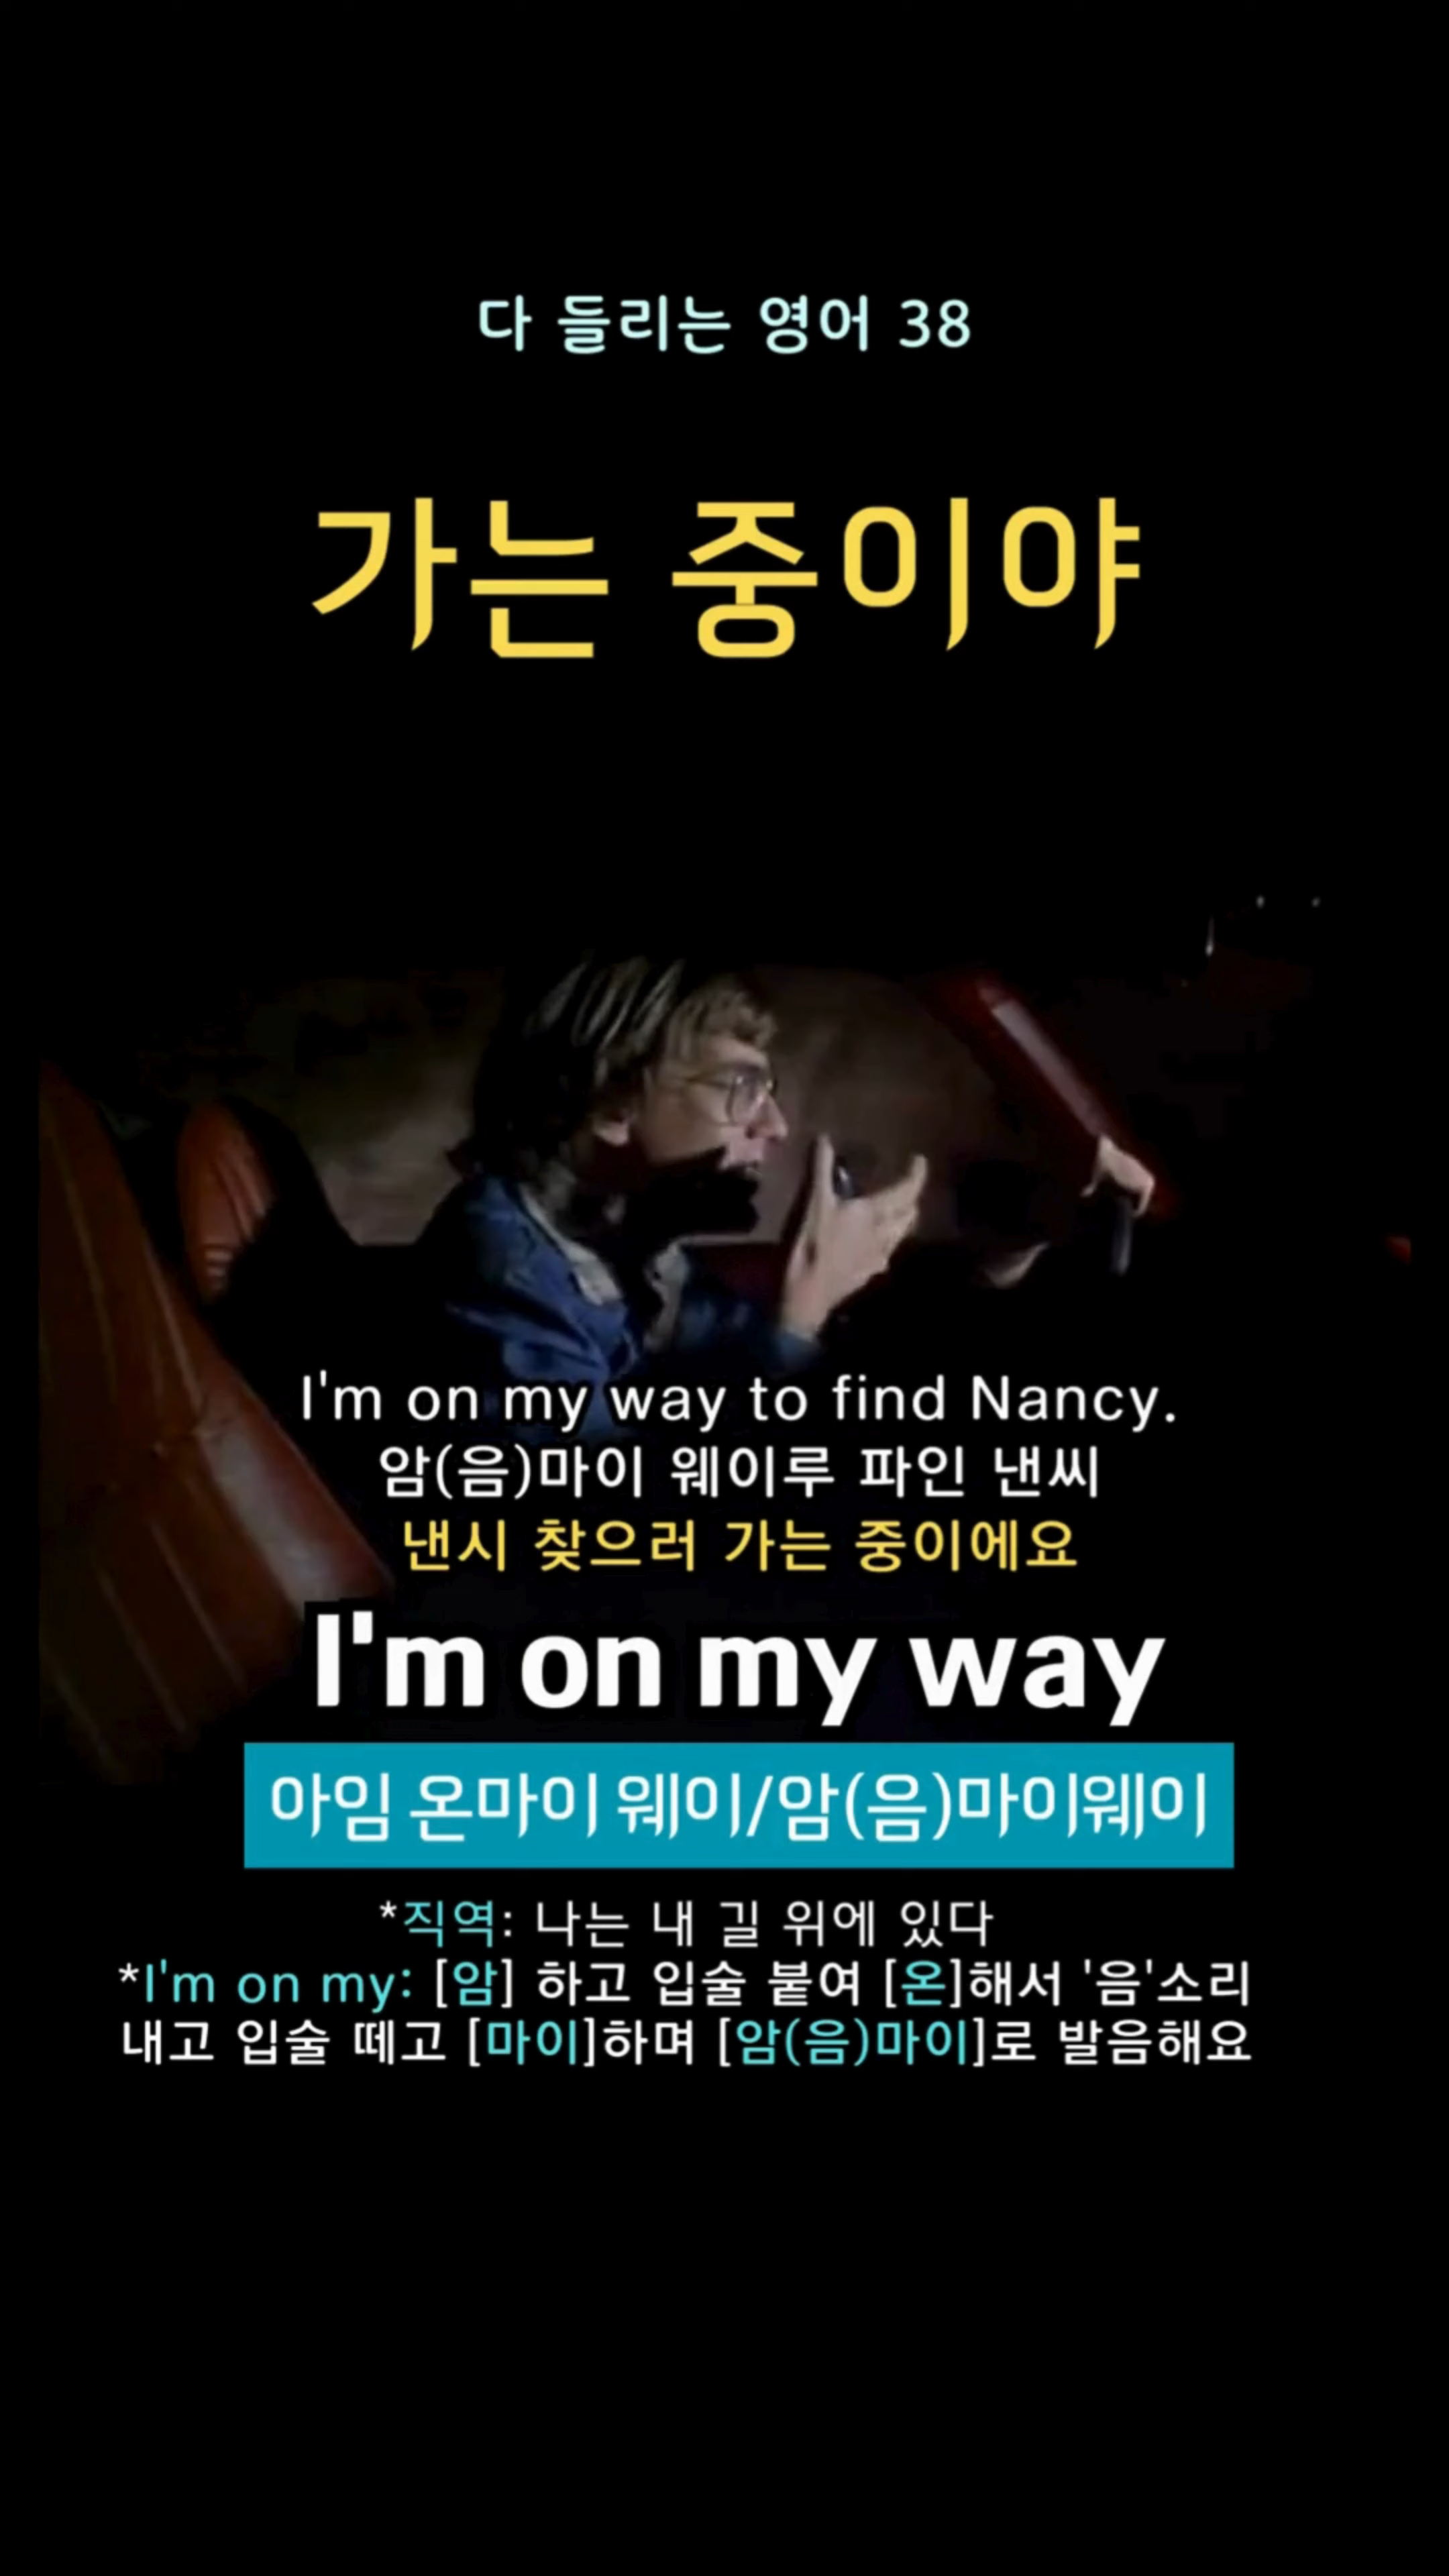 다 들리는 영어 38
가는 중이야
I'm on my way to find Nancy.
암(음)마이 웨이루 파인 낸씨
낸시 찾으러 가는 중이에요
I'm on my way
아임 온마이 웨이/암(음)마이웨이
*직역: 나는 내 길 위에 있다
*I'm on my: [암] 하고 입술 붙여 [온]해서 '음'소리
내고 입술 떼고 [마이]하며 [암(음)마이]로 발음해요